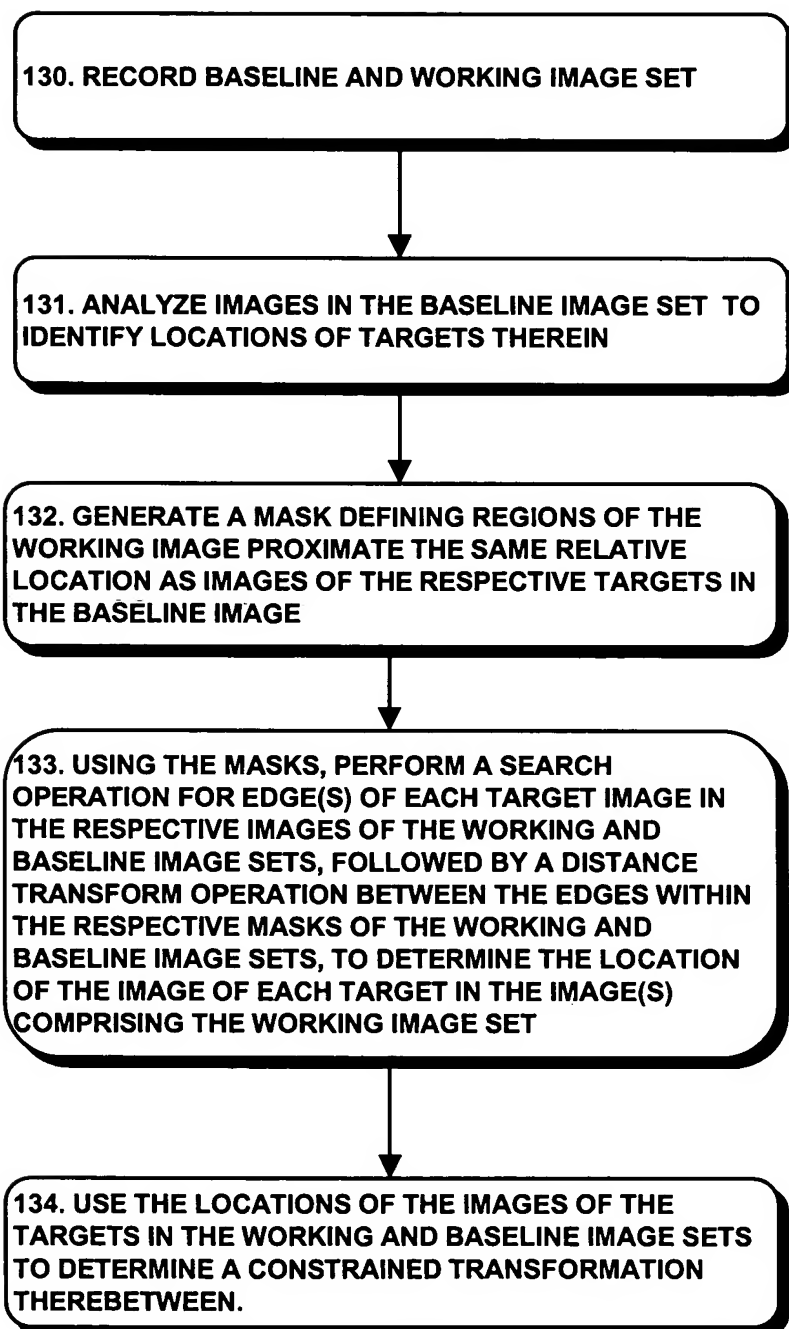 130. RECORD BASELINE AND WORKING IMAGE SET
131. ANALYZE IMAGES IN THE BASELINE IMAGE SET TO
IDENTIFY LOCATIONS OF TARGETS THEREIN
132. GENERATE A MASK DEFINING REGIONS OF THE
WORKING IMAGE PROXIMATE THE SAME RELATIVE
LOCATION AS IMAGES OF THE RESPECTIVE TARGETS IN
THE BASELINE IMAGE
133. USING THE MASKS, PERFORM A SEARCH
OPERATION FOR EDGE(S) OF EACH TARGET IMAGE IN
THE RESPECTIVE IMAGES OF THE WORKING AND
BASELINE IMAGE SETS, FOLLOWED BY A DISTANCE
TRANSFORM OPERATION BETWEEN THE EDGES WITHIN
THE RESPECTIVE MASKS OF THE WORKING AND
BASELINE IMAGE SETS, TO DETERMINE THE LOCATION
OF THE IMAGE OF EACH TARGET IN THE IMAGE(S)
COMPRISING THE WORKING IMAGE SET
134. USE THE LOCATIONS OF THE IMAGES OF THE
TARGETS IN THE WORKING AND BASELINE IMAGE SETS
TO DETERMINE A CONSTRAINED TRANSFORMATION
THEREBETWEEN.